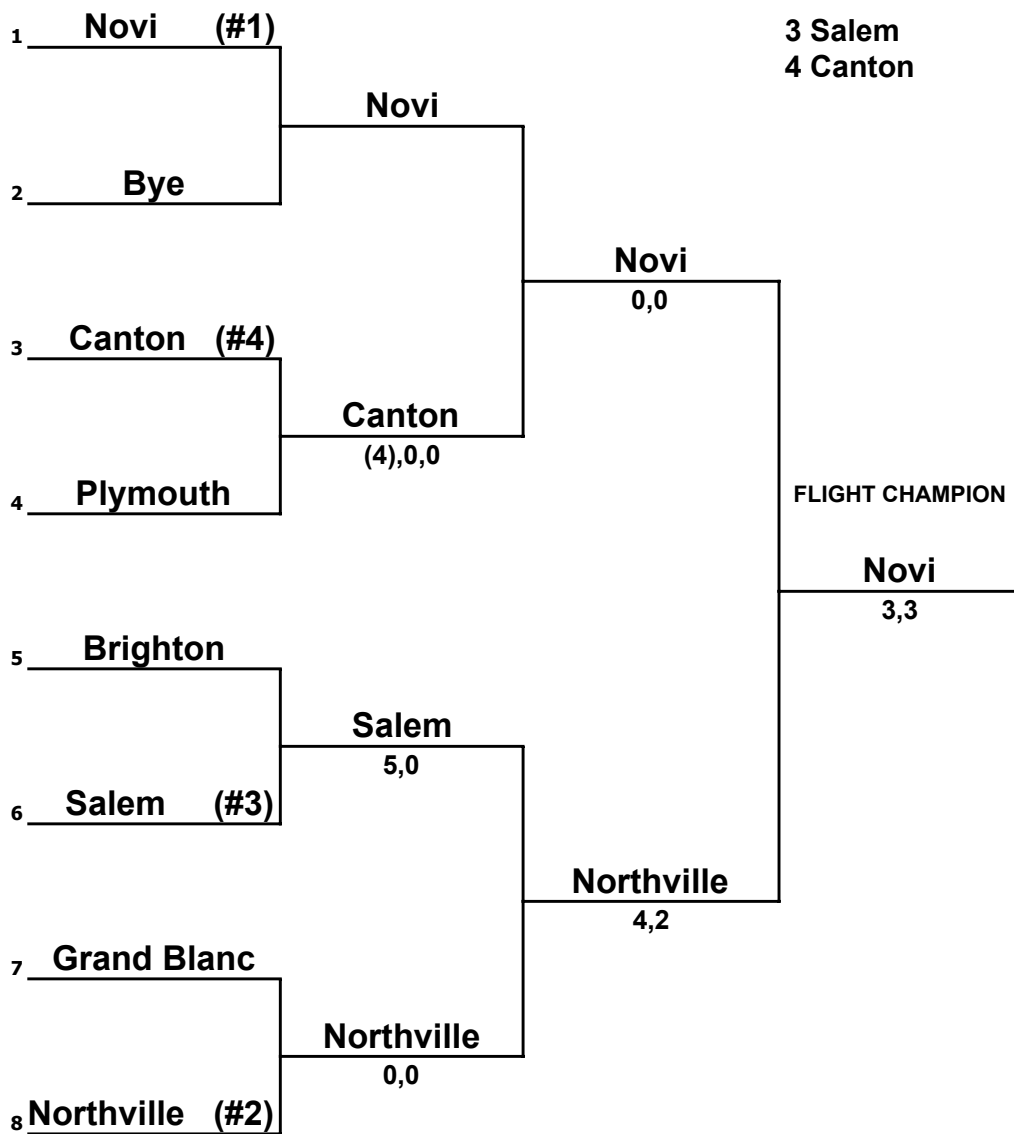 1 Novi (#1)
3 Salem
4 Canton
Novi
2 Bye
Novi
0,0
3 Canton (#4)
Canton
(4),0,0
4 Plymouth
FLIGHT CHAMPION
Novi
3,3
5 Brighton
Salem
5,0
6 Salem (#3)
Northville
4,2
7 Grand Blanc
Northville
0,0
8 Northville (#2)